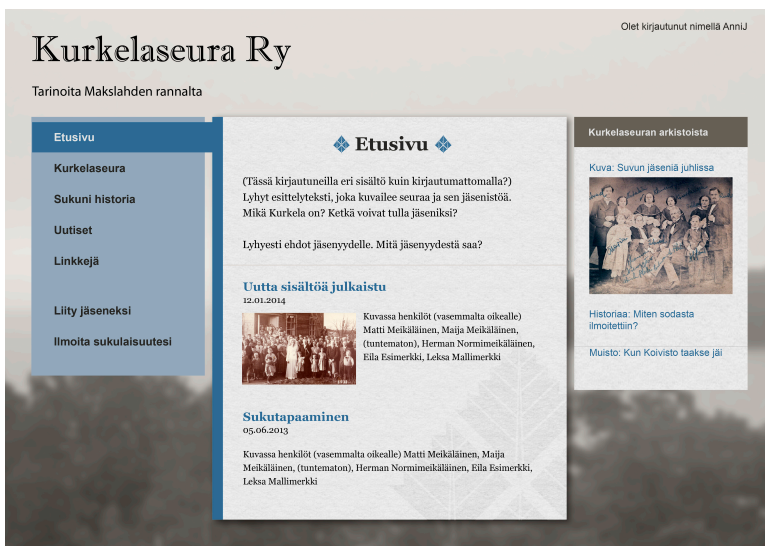 Olet kirjautunut nimellä AnniJ
Kurkelaseura Ry
Tarinoita Makslahden rannalta
Etusivu
Kurkelaseura
Sukuni historia
Uutiset
Linkkejä
Liity jäseneksi
Ilmoita sukulaisuutesi
Etusivu
(Tässä kirjautuneilla eri sisältö kuin kirjautumattomalla?)
Lyhyt esittelyteksti, joka kuvailee seuraa ja sen jäsenistöä.
Mikä Kurkela on? Ketkä voivat tulla jäseniksi?
Lyhyesti ehdot jäsenyydelle. Mitä jäsenyydestä saa?
Uutta sisältöä julkaistu
12.01.2014
Kuvassa henkilöt (vasemmalta oikealle)
Matti Meikäläinen, Maija Meikäläinen,
(tuntematon), Herman Normimeikäläinen,
Eila Esimerkki, Leksa Mallimerkki
Sukutapaaminen
05.06.2013
Kuvassa henkilöt (vasemmalta oikealle) Matti Meikäläinen, Maija
Meikäläinen, (tuntematon), Herman Normimeikäläinen, Eila Esimerkki,
Leksa Mallimerkki
Kurkelaseuran arkistoista
Kuva: Suvun jäseniä juhlissa
Historiaa: Miten sodasta
ilmoitettiin?
Muisto: Kun Koivisto taakse jäi